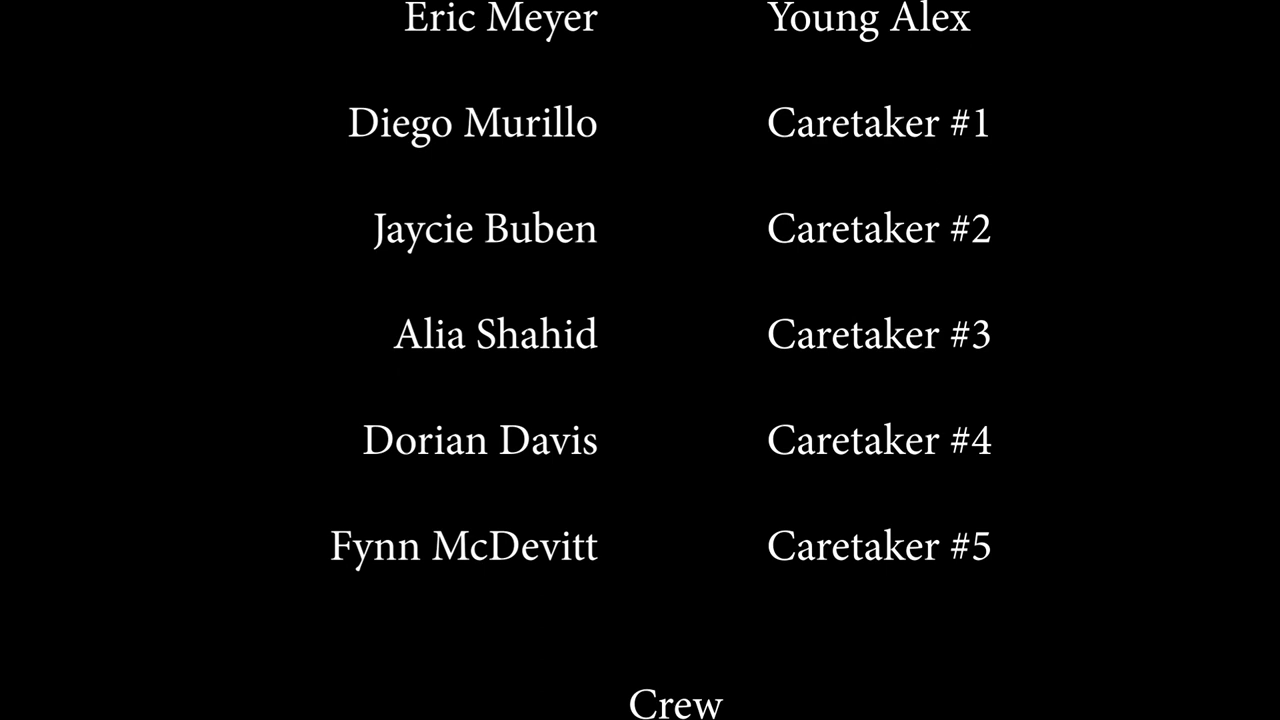 Eric Meyer Young Alex
Diego Murillo Caretaker #1
Jaycie Buben Caretaker #2
Alia Shahid Caretaker #3
Dorian Davis Caretaker #4
Fynn McDevitt Caretaker #5
Crew